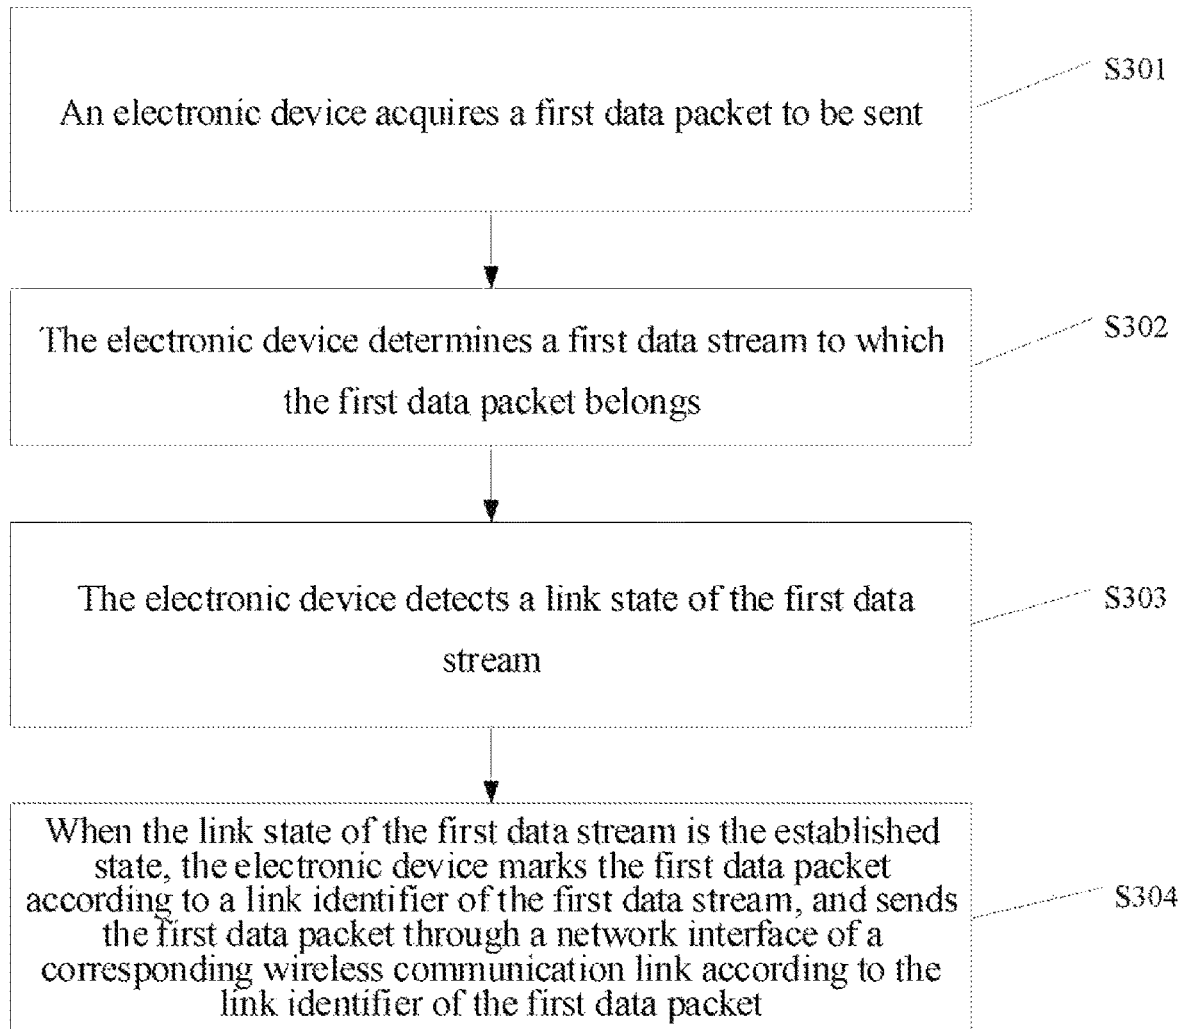 An electronic device acquires a first data packet to be sent
S301
The electronic device determines a first data stream to which
the first data packet belongs
S302
The electronic device detects a link state of the first data
stream
S303
When the link state of the first data stream is the established
state, the electronic device marks the first data packet
according to a link identifier of the first data stream, and sends
the first data packet through a network interface of a
corresponding wireless communication link according to the
link identifier of the first data packet
S304